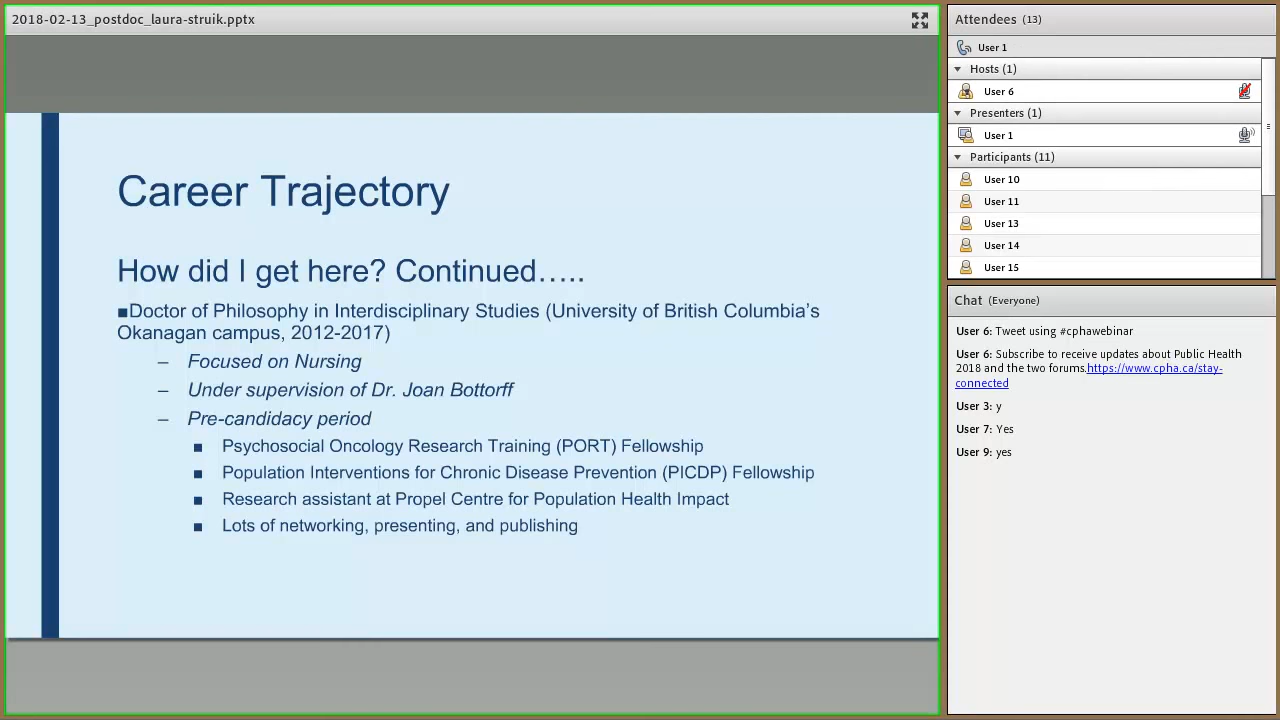 2018-02-13_postdoc_laura-struik.pptx
Career Trajectory
How did I get here? Continued…..
■Doctor of Philosophy in Interdisciplinary Studies (University of British Columbia's
Okanagan campus, 2012-2017)
– Focused on Nursing
– Under supervision of Dr. Joan Bottorff
– Pre-candidacy period
■ Psychosocial Oncology Research Training (PORT) Fellowship
■ Population Interventions for Chronic Disease Prevention (PICDP) Fellowship
■ Research assistant at Propel Centre for Population Health Impact
■ Lots of networking, presenting, and publishing
Attendees (13)
User 1
Hosts (1)
User 6
Presenters (1)
User 1
Participants (11)
User 10
User 11
User 13
User 14
User 15
Chat (Everyone)
User 6: Tweet using #cphawebinar
User 6: Subscribe to receive updates about Public Health
2018 and the two forums.https://www.cpha.ca/stay-
connected
User 3: y
User 7: Yes
User 9: yes